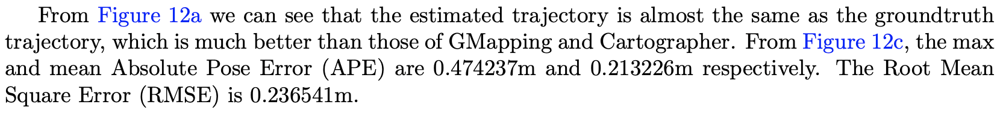 From Figure 12a we can see that the estimated trajectory is almost the same as the groundtruth
trajectory, which is much better than those of GMapping and Cartographer. From Figure 12c, the max
and mean Absolute Pose Error (APE) are 0.474237m and 0.213226m respectively. The Root Mean
Square Error (RMSE) is 0.236541m.